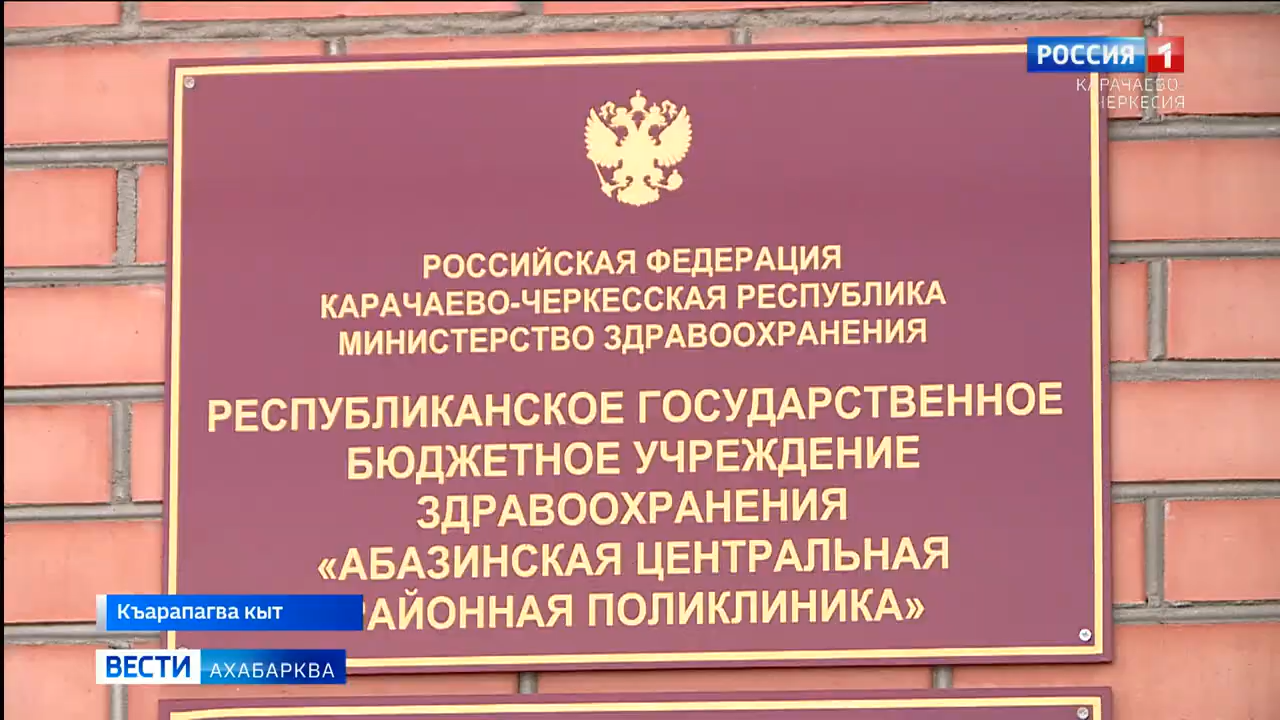 РОССИЯ 1
КАРАЧАЕВО-
ЧЕРКЕСИЯ
РОССИЙСКАЯ ФЕДЕРАЦИЯ
КАРАЧАЕВО-ЧЕРКЕССКАЯ РЕСПУБЛИКА
МИНИСТЕРСТВО ЗДРАВООХРАНЕНИЯ
РЕСПУБЛИКАНСКОЕ ГОСУДАРСТВЕННОЕ
БЮДЖЕТНОЕ УЧРЕЖДЕНИЕ
ЗДРАВООХРАНЕНИЯ
«АБАЗИНСКАЯ ЦЕНТРАЛЬНАЯ
АЙОННАЯ ПОЛИКЛИНИКА»
Къарапагва кыт
ВЕСТИ АХАБАРКВА